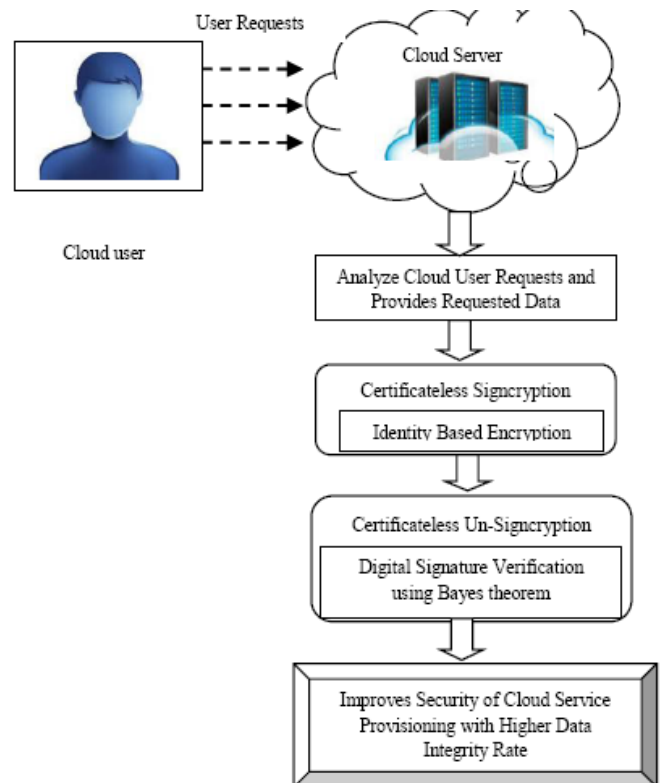 User Requests
Cloud Server
Cloud user
Analyze Cloud User Requests and
Provides Requested Data
Certificateless Signcryption
Identity Based Encryption
Certificateless Un-Signcryption
Digital Signature Verification
using Bayes theorem
Improves Security of Cloud Service
Provisioning with Higher Data
Integrity Rate